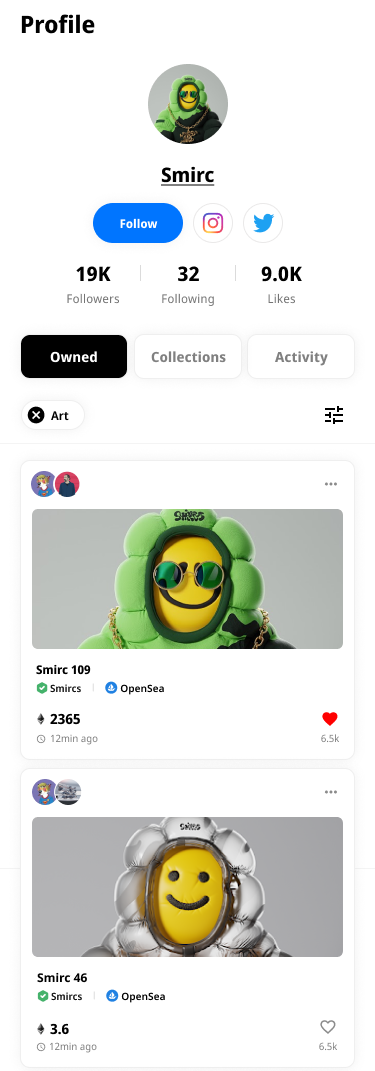 Profile
Smirc
Follow
19K 32 9.0K
Followers Following Likes
Owned Collections Activity
Art
Smirc 109
Smircs OpenSea
2365
12min ago 6.5k
Smirc 46
Smircs OpenSea
3.6
12min ago 6.5k